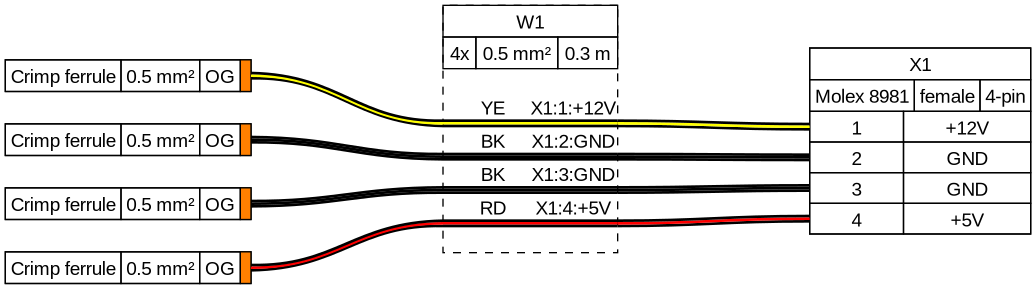 W1
4x 0.5 mm² 0.3 m
X1
Molex 8981 female 4-pin
Crimp ferrule 0.5 mm² OG
YE X1:1:+12V
1 +12V
Crimp ferrule 0.5 mm² OG
BK X1:2:GND
2 GND
Crimp ferrule 0.5 mm² OG
BK X1:3:GND
3 GND
RD X1:4:+5V
4 +5V
Crimp ferrule 0.5 mm² OG